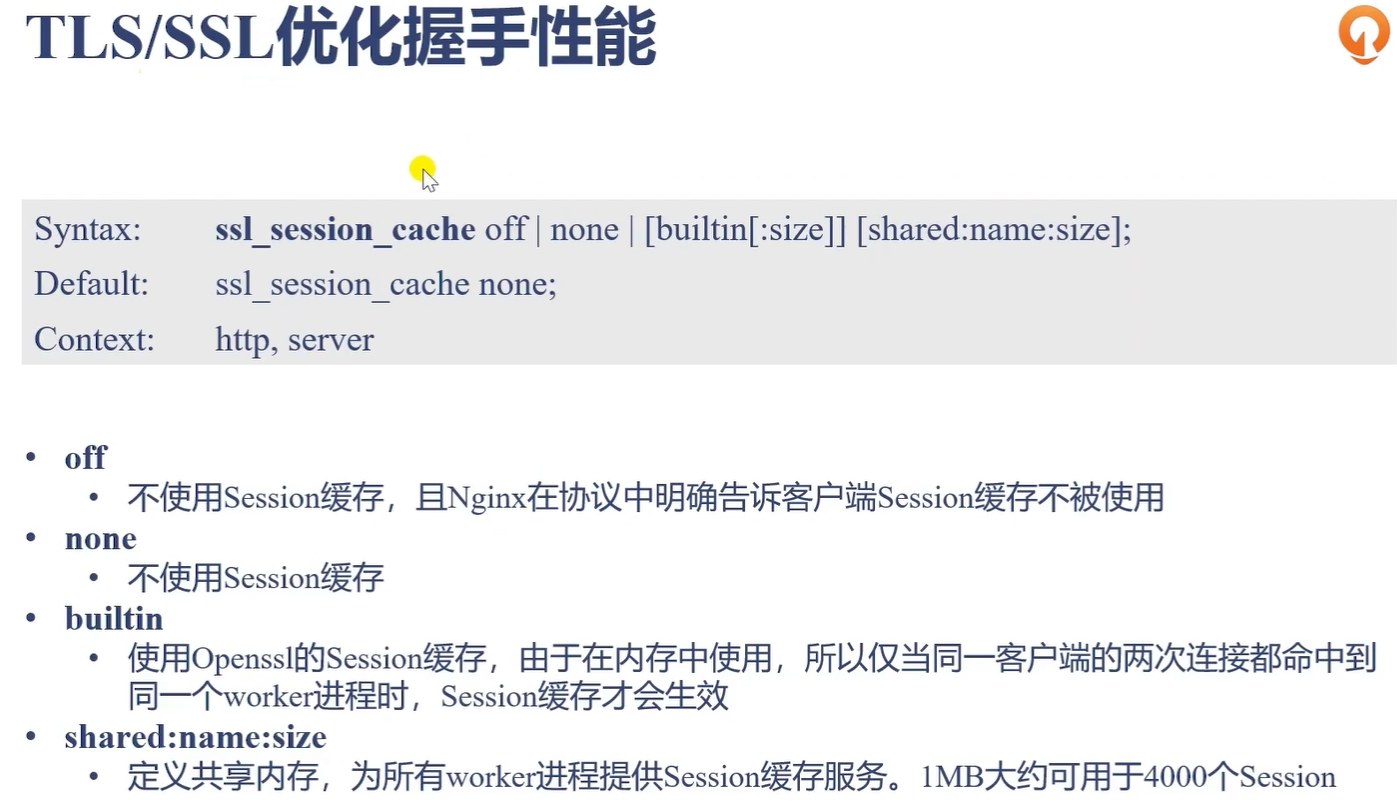 TLS/SSL优化握手性能
Syntax: ssl_session_cache off | none | [builtin[:size]] [shared:name:size];
Default: ssl_session_cache none;
Context: http, server
• off
• 不使用Session缓存，且Nginx在协议中明确告诉客户端Session缓存不被使用
• none
• 不使用Session缓存
• builtin
• 使用Openssl的Session缓存，由于在内存中使用，所以仅当同一客户端的两次连接都命中到
同一个worker进程时，Session缓存才会生效
• shared:name:size
• 定义共享内存，为所有worker进程提供Session缓存服务。1MB大约可用于4000个Session